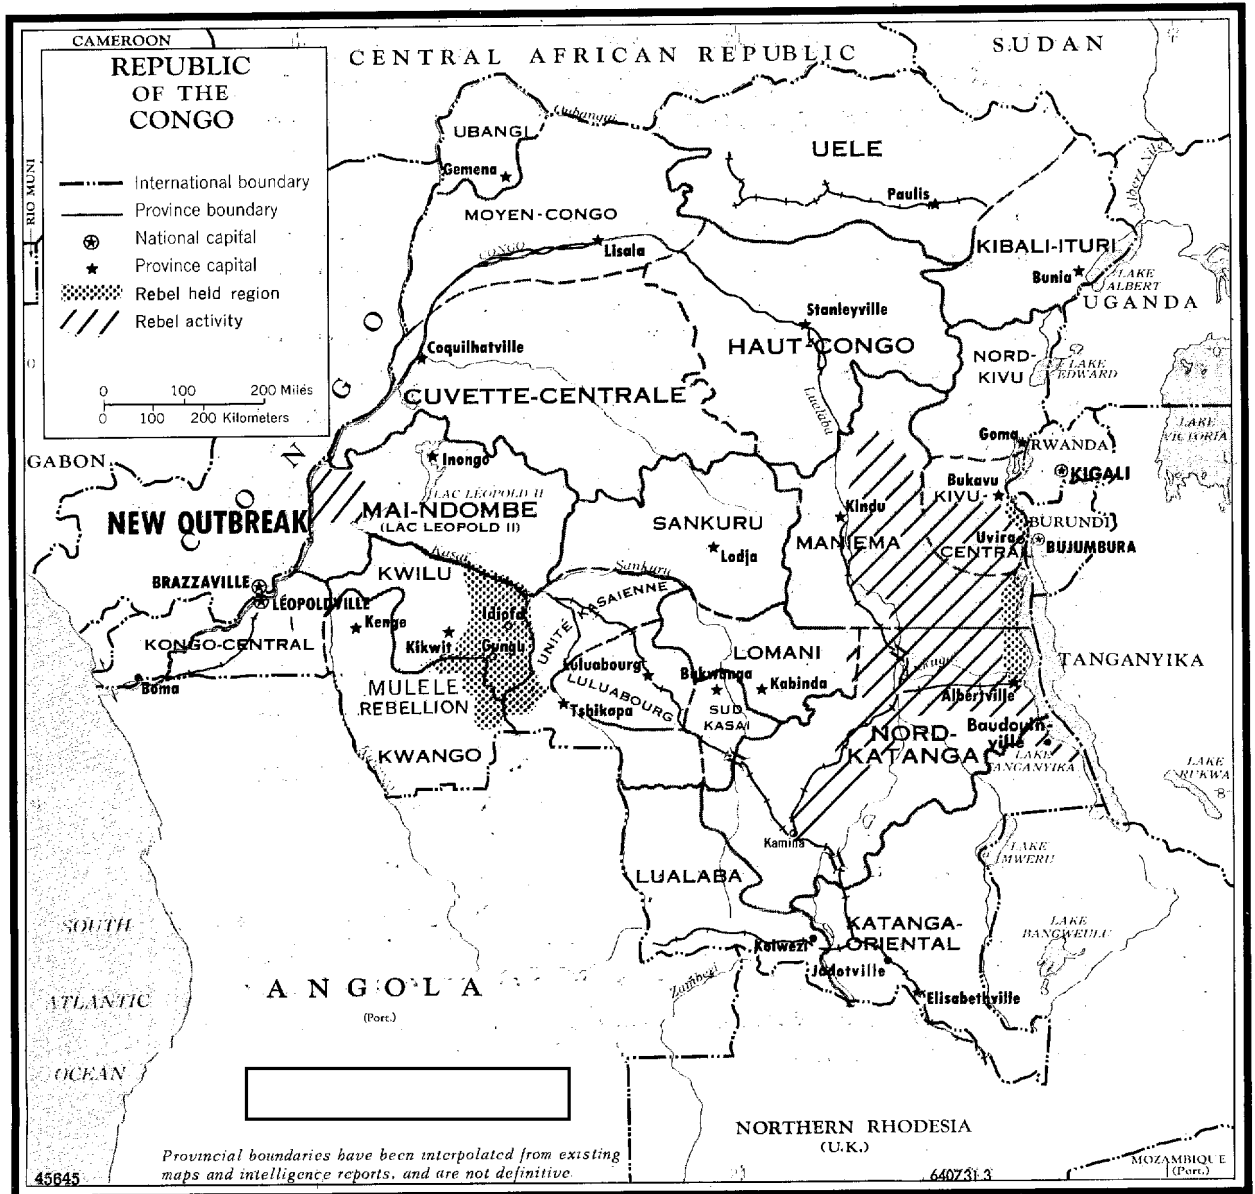 CAMEROON
REPUBLIC
OF THE
CONGO
International boundary
Province boundary
National capital
Province capital
Rebel held region
Rebel activity
0 100 200 Miles
0 100 200 Kilometers
RIO MUNI
CENTRAL AFRICAN REPUBLIC
SUDAN
UBANGI
Oubangui
Gemena
UELE
Paulis
Albert Nile
MOYEN-CONGO
CONGO
Lisala
KIBALI-ITURI
Bunia
LAKE
ALBERT
UGANDA
Stanleyville
HAUT-CONGO
Coquilhatville
CUVETTE-CENTRALE
NORD-
KIVU
LAKE
EDWARD
Lualaba
CONGO
GABON
Inongo
LAC LEOPOLD II
MAI-NDOMBE
(LAC LEOPOLD II)
NEW OUTBREAK
SANKURU
Lodja
Kindu
MANIEMA
Goma
RWANDA
KIGALI
LAKE
VICTORIA
Bukavu
KIVU-
CENTRAL
Uvira
BURUNDI
BUJUMBURA
Kasai
Sankuru
KWILU
BRAZZAVILLE
LEOPOLDVILLE
Kenge
Idiofa
Kikwit
Gungu
UNITÉ KASAIENNE
KONGO-CENTRAL
Boma
MULELE
REBELLION
KWANGO
Luluabourg
LULUABOURG
Tshikapa
Bakwanga
SUD
KASAI
LOMANI
Kabinda
Albertville
TANGANYIKA
NORD-
KATANGA
Baudouin-
ville
LAKE
TANGANYIKA
LAKE
RUKWA
Kamina
LAKE
MWERU
LUALABA
KATANGA-
ORIENTAL
Kolwezi
Jadotville
Elisabethville
LAKE
BANGWEULU
Zambezi
SOUTH
ATLANTIC
OCEAN
ANGOLA
(Port.)
NORTHERN RHODESIA
(U.K.)
MOZAMBIQUE
(Port.)
Provincial boundaries have been interpolated from existing
maps and intelligence reports, and are not definitive.
45645
640731 3